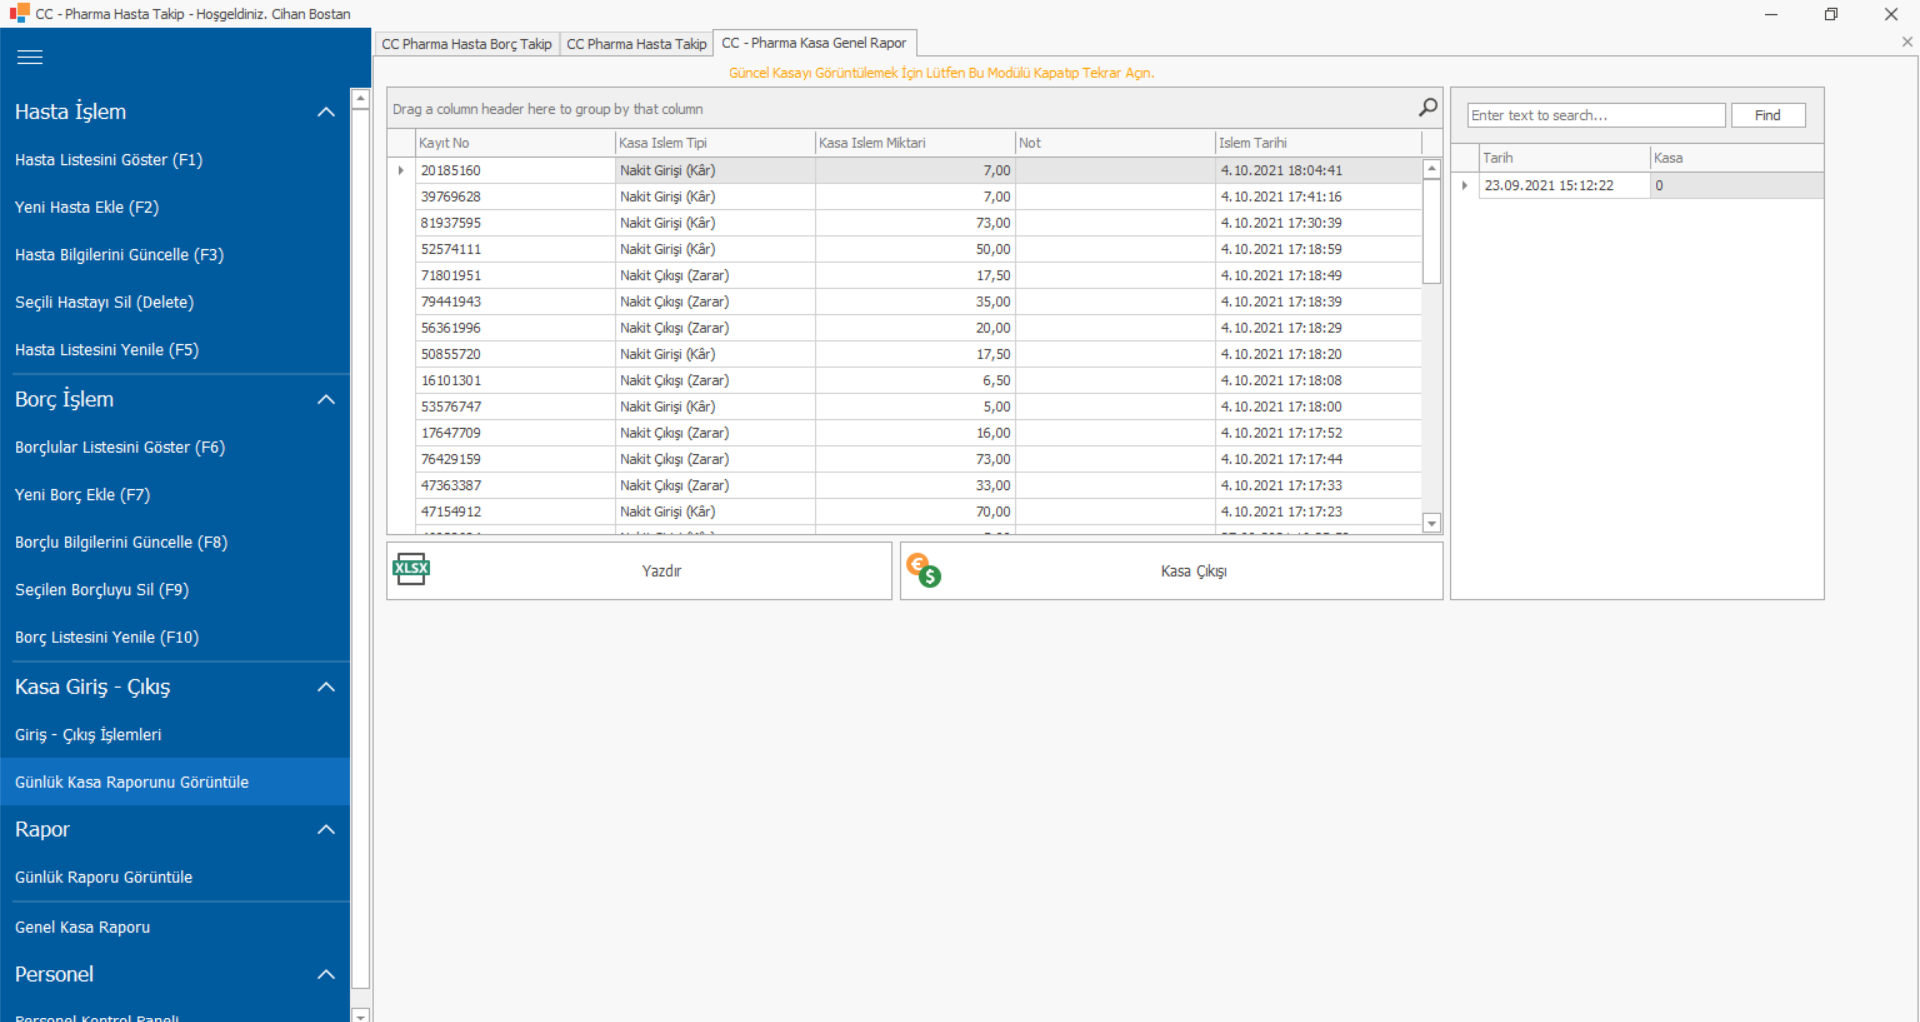 CC - Pharma Hasta Takip - Hoşgeldiniz. Cihan Bostan
Hasta İşlem
Hasta Listesini Göster (F1)
Yeni Hasta Ekle (F2)
Hasta Bilgilerini Güncelle (F3)
Seçili Hastayı Sil (Delete)
Hasta Listesini Yenile (F5)
Borç İşlem
Borçlular Listesini Göster (F6)
Yeni Borç Ekle (F7)
Borçlu Bilgilerini Güncelle (F8)
Seçilen Borçluyu Sil (F9)
Borç Listesini Yenile (F10)
Kasa Giriş - Çıkış
Giriş - Çıkış İşlemleri
Günlük Kasa Raporunu Görüntüle
Rapor
Günlük Raporu Görüntüle
Genel Kasa Raporu
Personel
Personel Kontrol Paneli
CC Pharma Hasta Borç Takip CC Pharma Hasta Takip CC - Pharma Kasa Genel Rapor
Güncel Kasayı Görüntülemek İçin Lütfen Bu Modülü Kapatıp Tekrar Açın.
Drag a column header here to group by that column
Kayıt No Kasa Islem Tipi Kasa Islem Miktari Not Islem Tarihi
20185160 Nakit Girişi (Kâr) 7,00 4.10.2021 18:04:41
39769628 Nakit Girişi (Kâr) 7,00 4.10.2021 17:41:16
81937595 Nakit Girişi (Kâr) 73,00 4.10.2021 17:30:39
52574111 Nakit Girişi (Kâr) 50,00 4.10.2021 17:18:59
71801951 Nakit Çıkışı (Zarar) 17,50 4.10.2021 17:18:49
79441943 Nakit Çıkışı (Zarar) 35,00 4.10.2021 17:18:39
56361996 Nakit Çıkışı (Zarar) 20,00 4.10.2021 17:18:29
50855720 Nakit Girişi (Kâr) 17,50 4.10.2021 17:18:20
16101301 Nakit Çıkışı (Zarar) 6,50 4.10.2021 17:18:08
53576747 Nakit Girişi (Kâr) 5,00 4.10.2021 17:18:00
17647709 Nakit Çıkışı (Zarar) 16,00 4.10.2021 17:17:52
76429159 Nakit Çıkışı (Zarar) 73,00 4.10.2021 17:17:44
47363387 Nakit Çıkışı (Zarar) 33,00 4.10.2021 17:17:33
47154912 Nakit Girişi (Kâr) 70,00 4.10.2021 17:17:23
XLSX Yazdır
€ $ Kasa Çıkışı
Enter text to search... Find
Tarih Kasa
23.09.2021 15:12:22 0